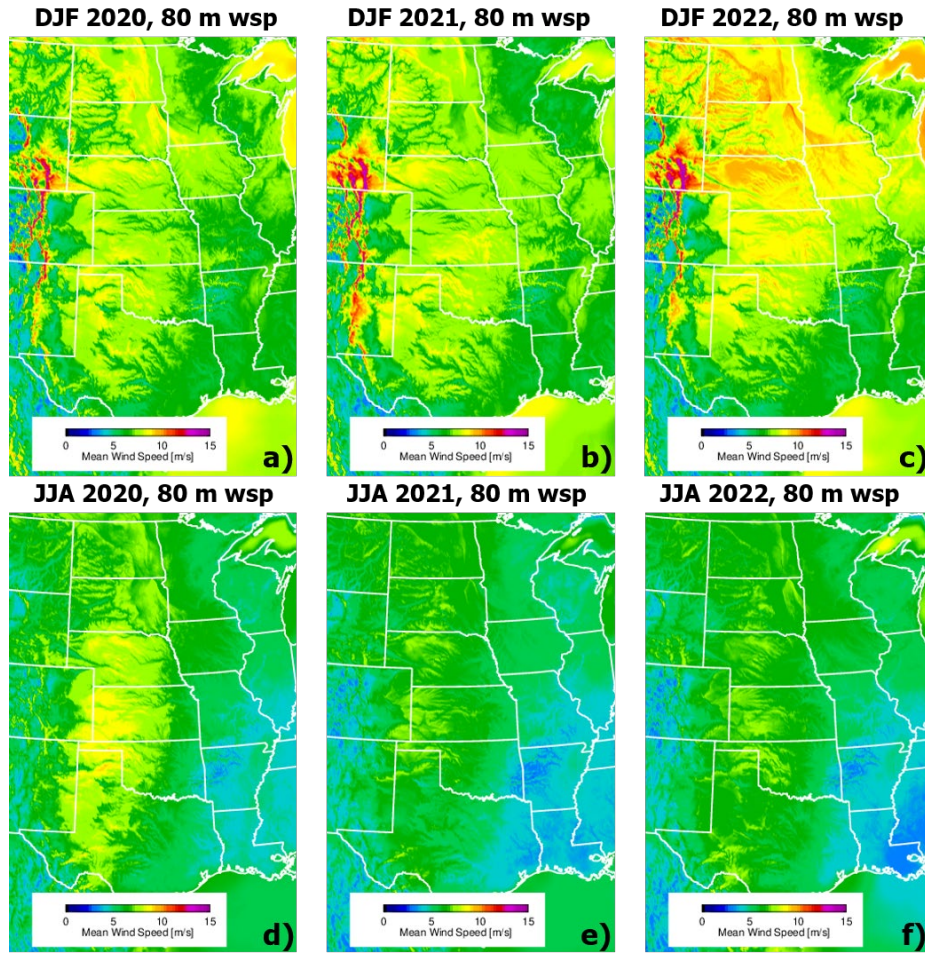 DJF 2020, 80 m wsp
DJF 2021, 80 m wsp
DJF 2022, 80 m wsp
0 5 10 15
Mean Wind Speed [m/s]
a)
0 5 10 15
Mean Wind Speed [m/s]
b)
0 5 10 15
Mean Wind Speed [m/s]
c)
JJA 2020, 80 m wsp
JJA 2021, 80 m wsp
JJA 2022, 80 m wsp
0 5 10 15
Mean Wind Speed [m/s]
d)
0 5 10 15
Mean Wind Speed [m/s]
e)
0 5 10 15
Mean Wind Speed [m/s]
f)